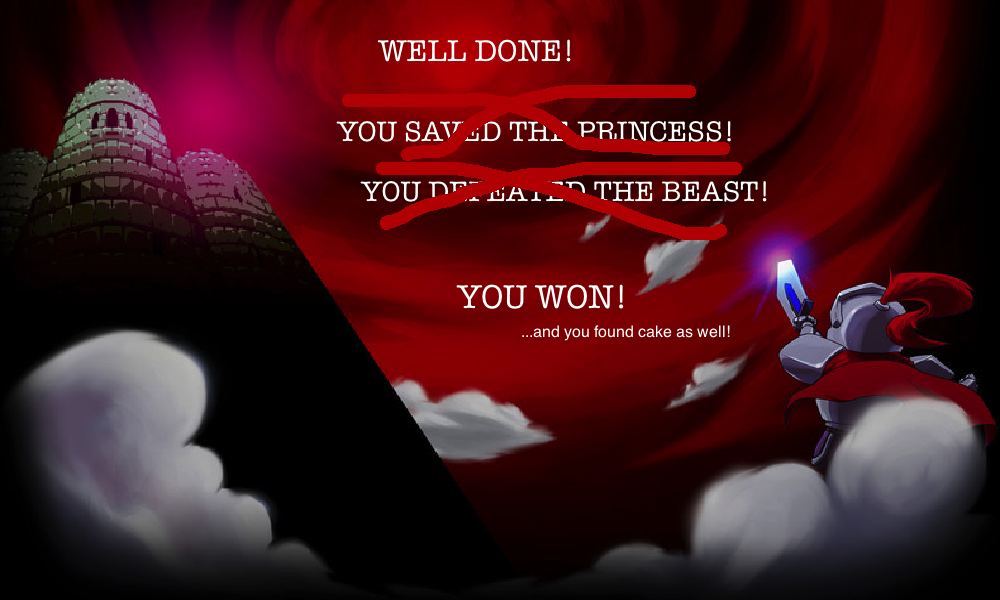 WELL DONE!
YOU SAVED THE PRINCESS!
YOU DEFEATED THE BEAST!
YOU WON!
...and you found cake as well!